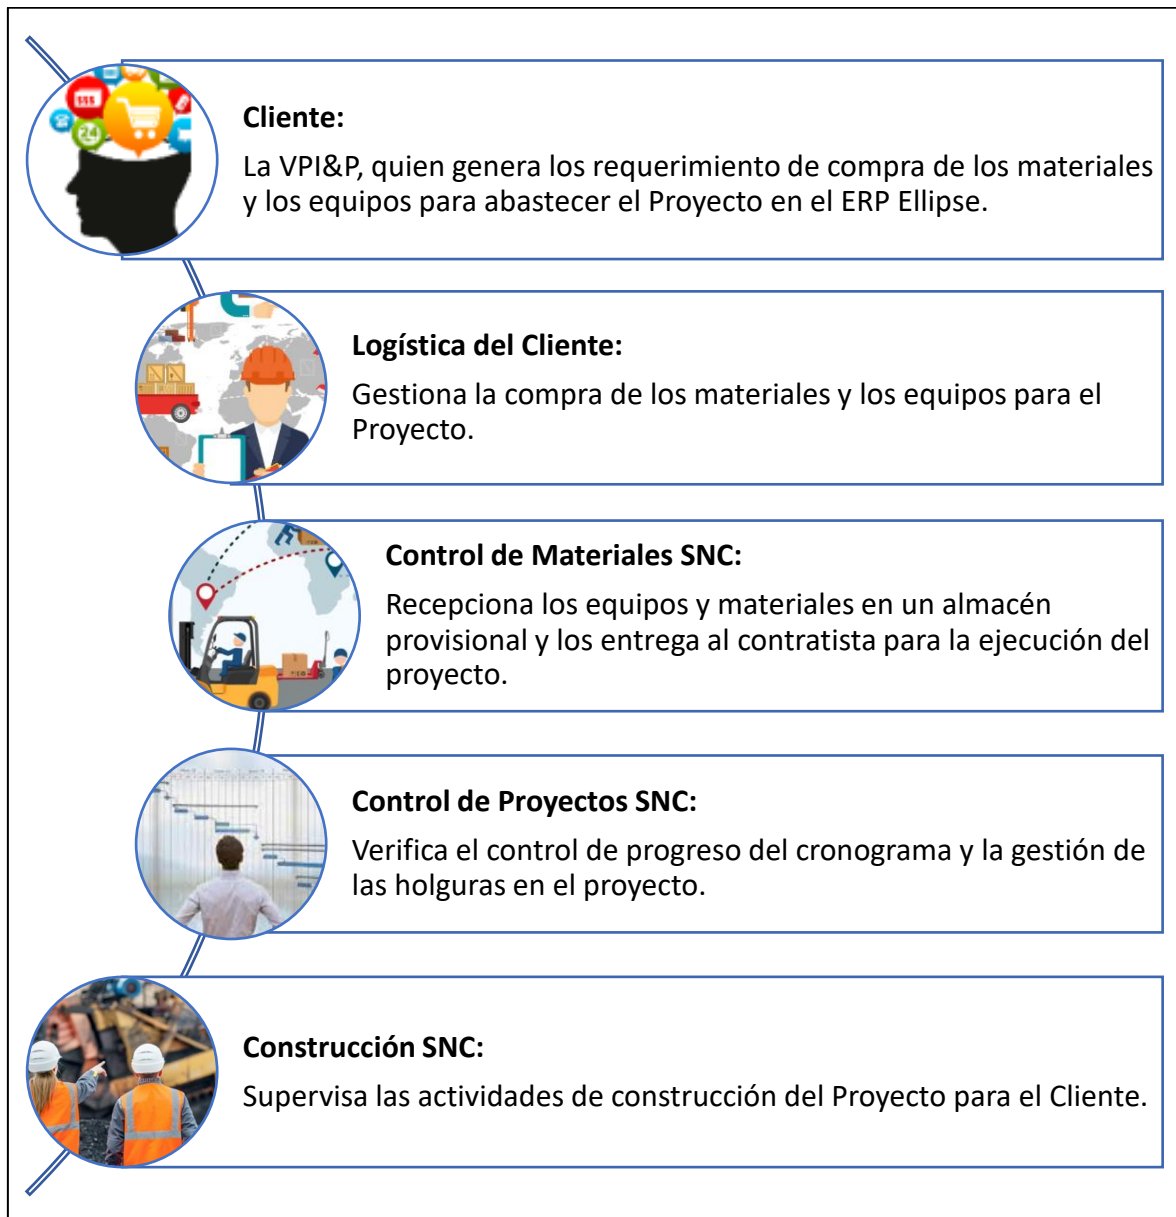 Cliente:
La VPI&P, quien genera los requerimiento de compra de los materiales
y los equipos para abastecer el Proyecto en el ERP Ellipse.
Logística del Cliente:
Gestiona la compra de los materiales y los equipos para el
Proyecto.
Control de Materiales SNC:
Recepciona los equipos y materiales en un almacén
provisional y los entrega al contratista para la ejecución del
proyecto.
Control de Proyectos SNC:
Verifica el control de progreso del cronograma y la gestión de
las holguras en el proyecto.
Construcción SNC:
Supervisa las actividades de construcción del Proyecto para el Cliente.
$$$
24